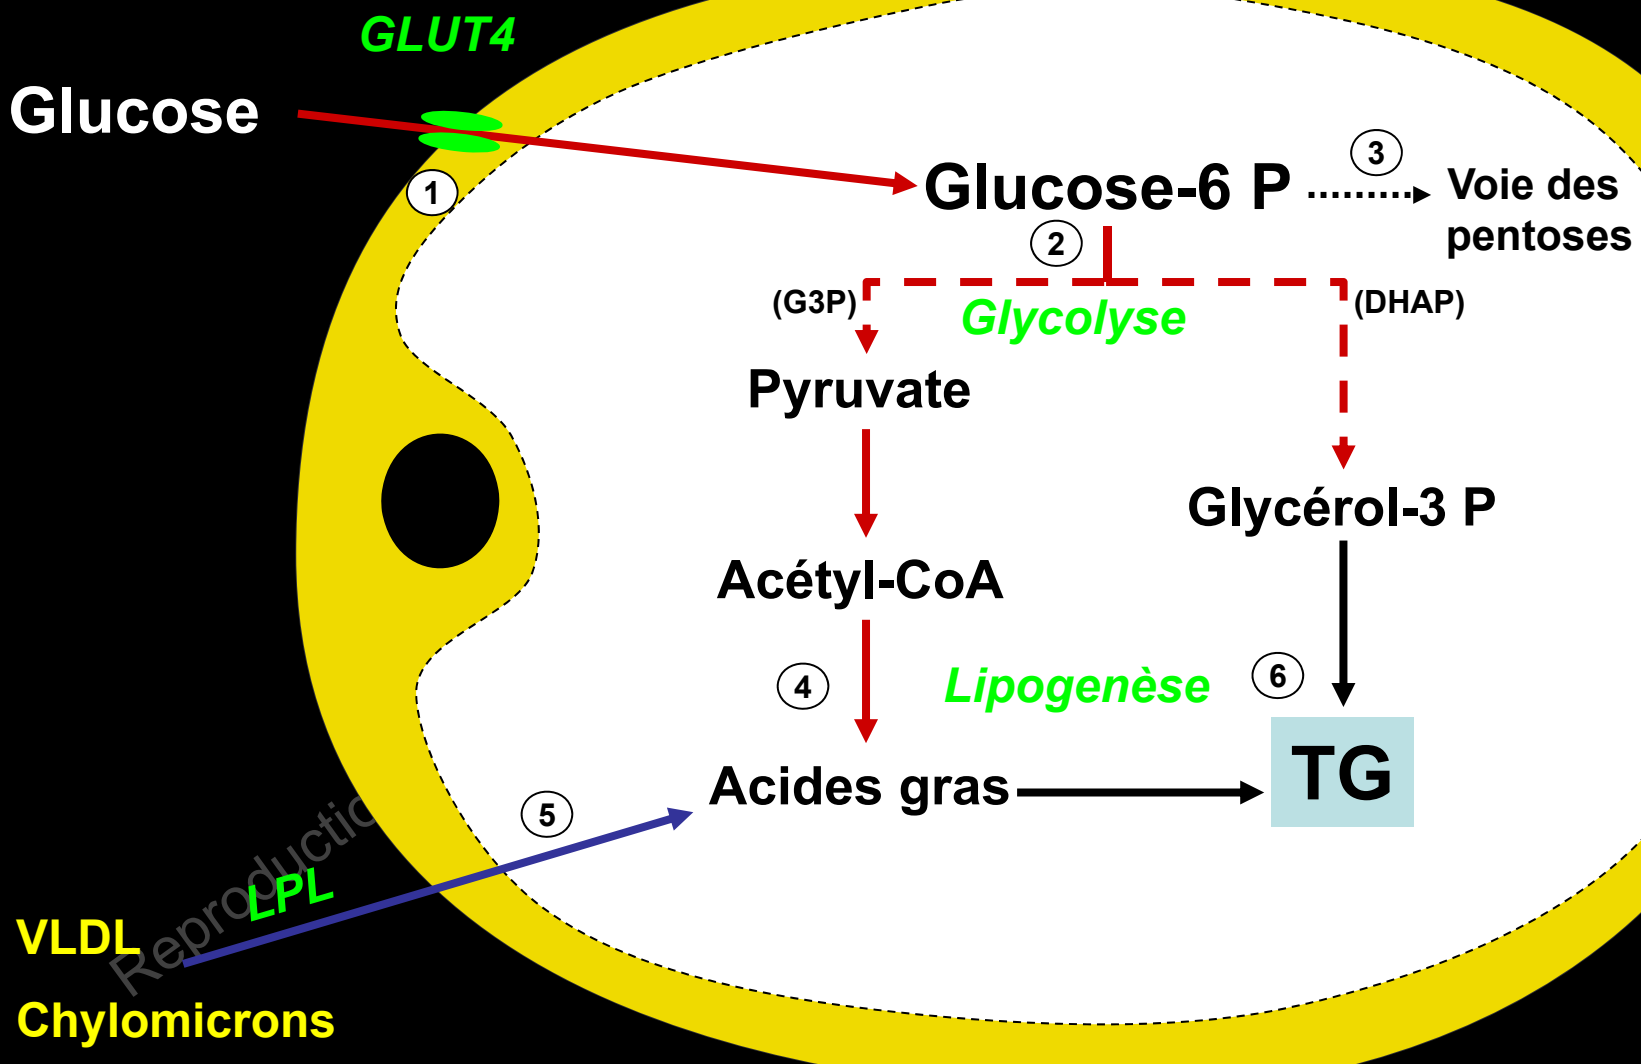 GLUT4
Glucose
1
Glucose-6 P
3
Voie des
pentoses
2
(G3P)
Glycolyse
(DHAP)
Pyruvate
Glycérol-3 P
Acétyl-CoA
4
Lipogenèse
6
Acides gras
TG
5
LPL
VLDL
Chylomicrons